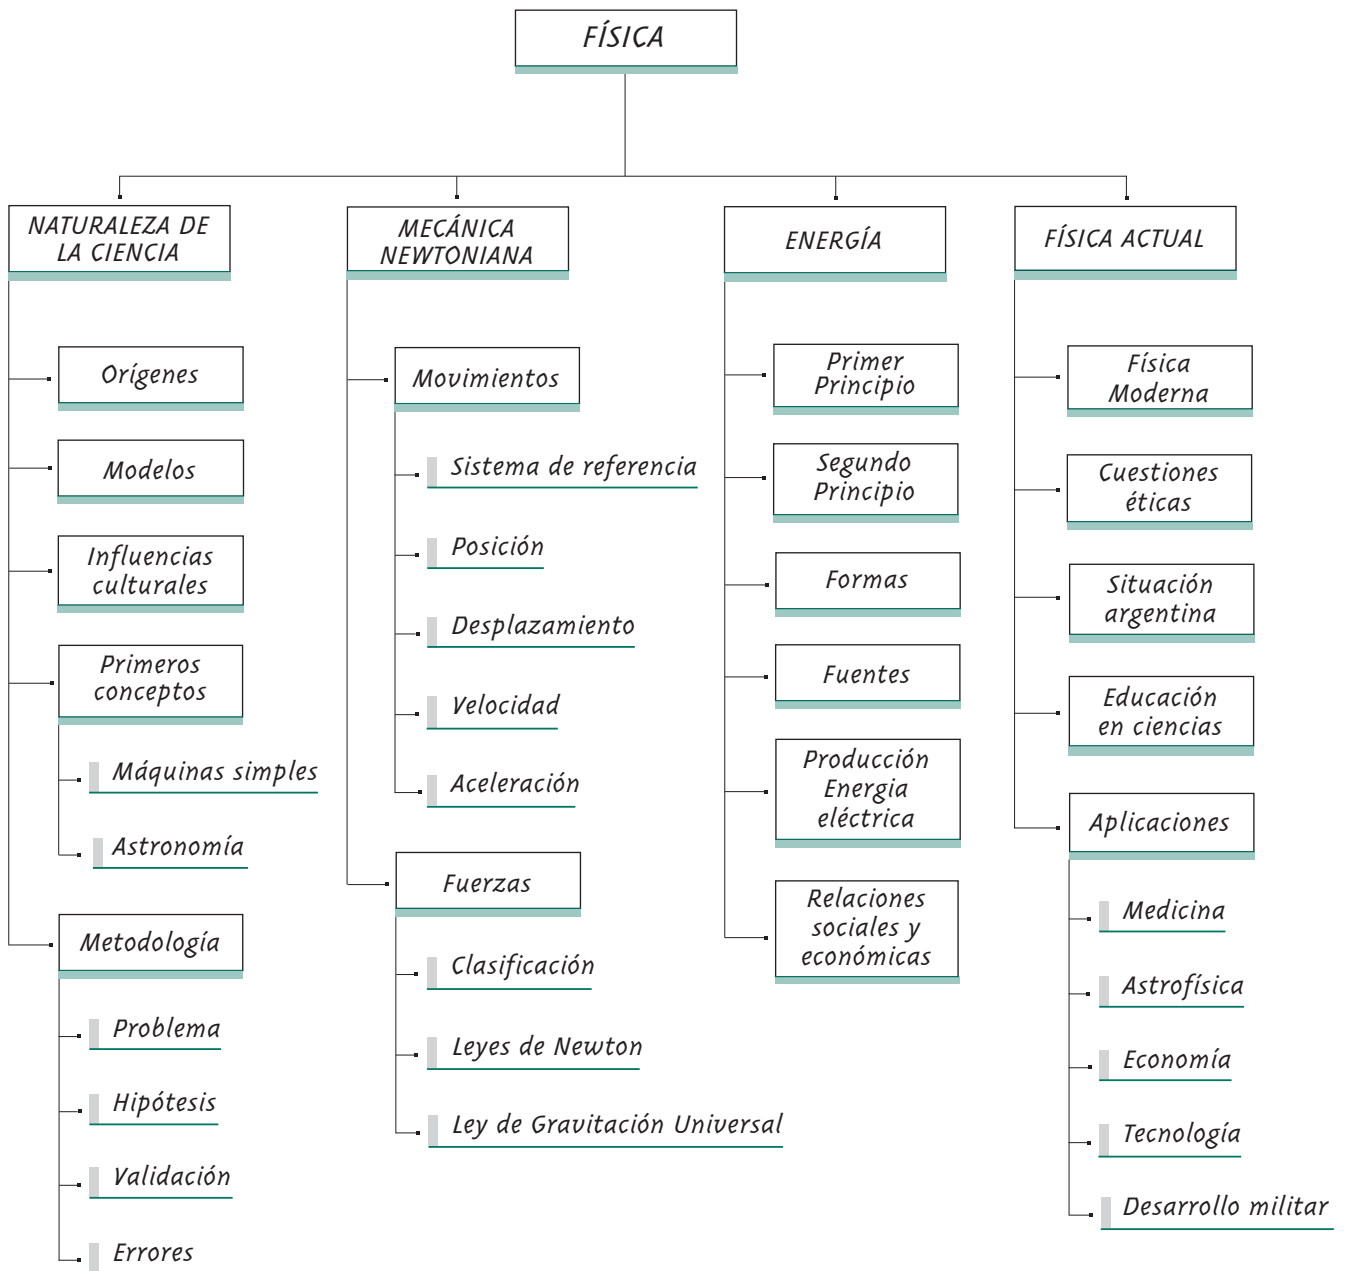 FÍSICA
NATURALEZA DE
LA CIENCIA
Orígenes
Modelos
Influencias
culturales
Primeros
conceptos
Máquinas simples
Astronomía
Metodología
Problema
Hipótesis
Validación
Errores
MECÁNICA
NEWTONIANA
Movimientos
Sistema de referencia
Posición
Desplazamiento
Velocidad
Aceleración
Fuerzas
Clasificación
Leyes de Newton
Ley de Gravitación Universal
ENERGÍA
Primer
Principio
Segundo
Principio
Formas
Fuentes
Producción
Energia
eléctrica
Relaciones
sociales y
económicas
FÍSICA ACTUAL
Física
Moderna
Cuestiones
éticas
Situación
argentina
Educación
en ciencias
Aplicaciones
Medicina
Astrofísica
Economía
Tecnología
Desarrollo militar